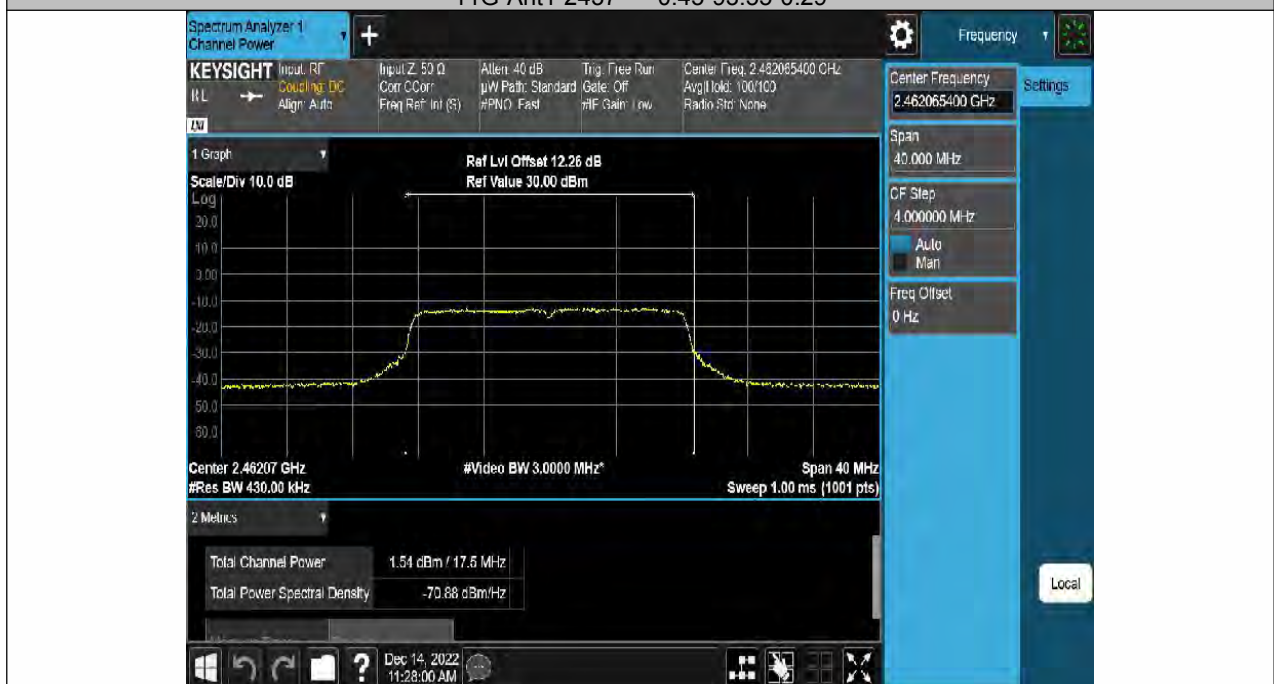 Spectrum Analyzer 1
Channel Power
+
Frequency
KEYSIGHT Input: RF
Coupling: DC
Align: Auto
RL
LXI
Input Z: 50 Ω
Corr CCorr
Freq Ref: Int (S)
Atten: 40 dB
µW Path: Standard
#PNO: Fast
Trig: Free Run
Gate: Off
#IF Gain: Low
Center Freq: 2.462065400 GHz
Avg|Hold: 100/100
Radio Std: None
Center Frequency
2.462065400 GHz
Settings
Span
40.000 MHz
CF Step
4.000000 MHz
Auto
Man
Freq Offset
0 Hz
1 Graph
Scale/Div 10.0 dB
Ref Lvl Offset 12.26 dB
Ref Value 30.00 dBm
Log
20.0
10.0
0.00
-10.0
-20.0
-30.0
-40.0
-50.0
-60.0
Center 2.46207 GHz
#Res BW 430.00 kHz
#Video BW 3.0000 MHz*
Span 40 MHz
Sweep 1.00 ms (1001 pts)
2 Metrics
Total Channel Power 1.54 dBm / 17.5 MHz
Total Power Spectral Density -70.88 dBm/Hz
Local
?
Dec 14, 2022
11:28:00 AM